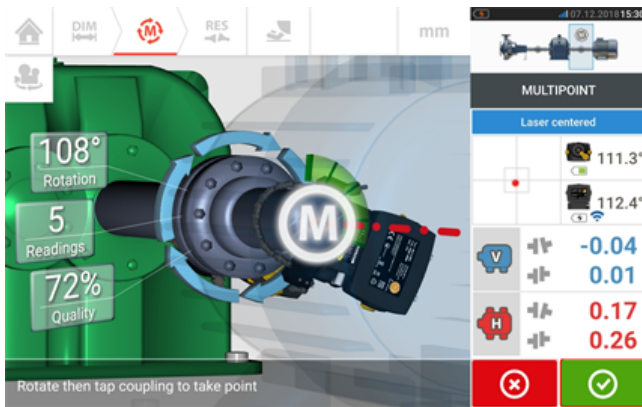 DIM
M
RES
mm
07.12.2018 15:30
M
MULTIPOINT
Laser centered
108°
Rotation
5
Readings
72%
Quality
M
111.3°
112.4°
V
-0.04
0.01
H
0.17
0.26
Rotate then tap coupling to take point